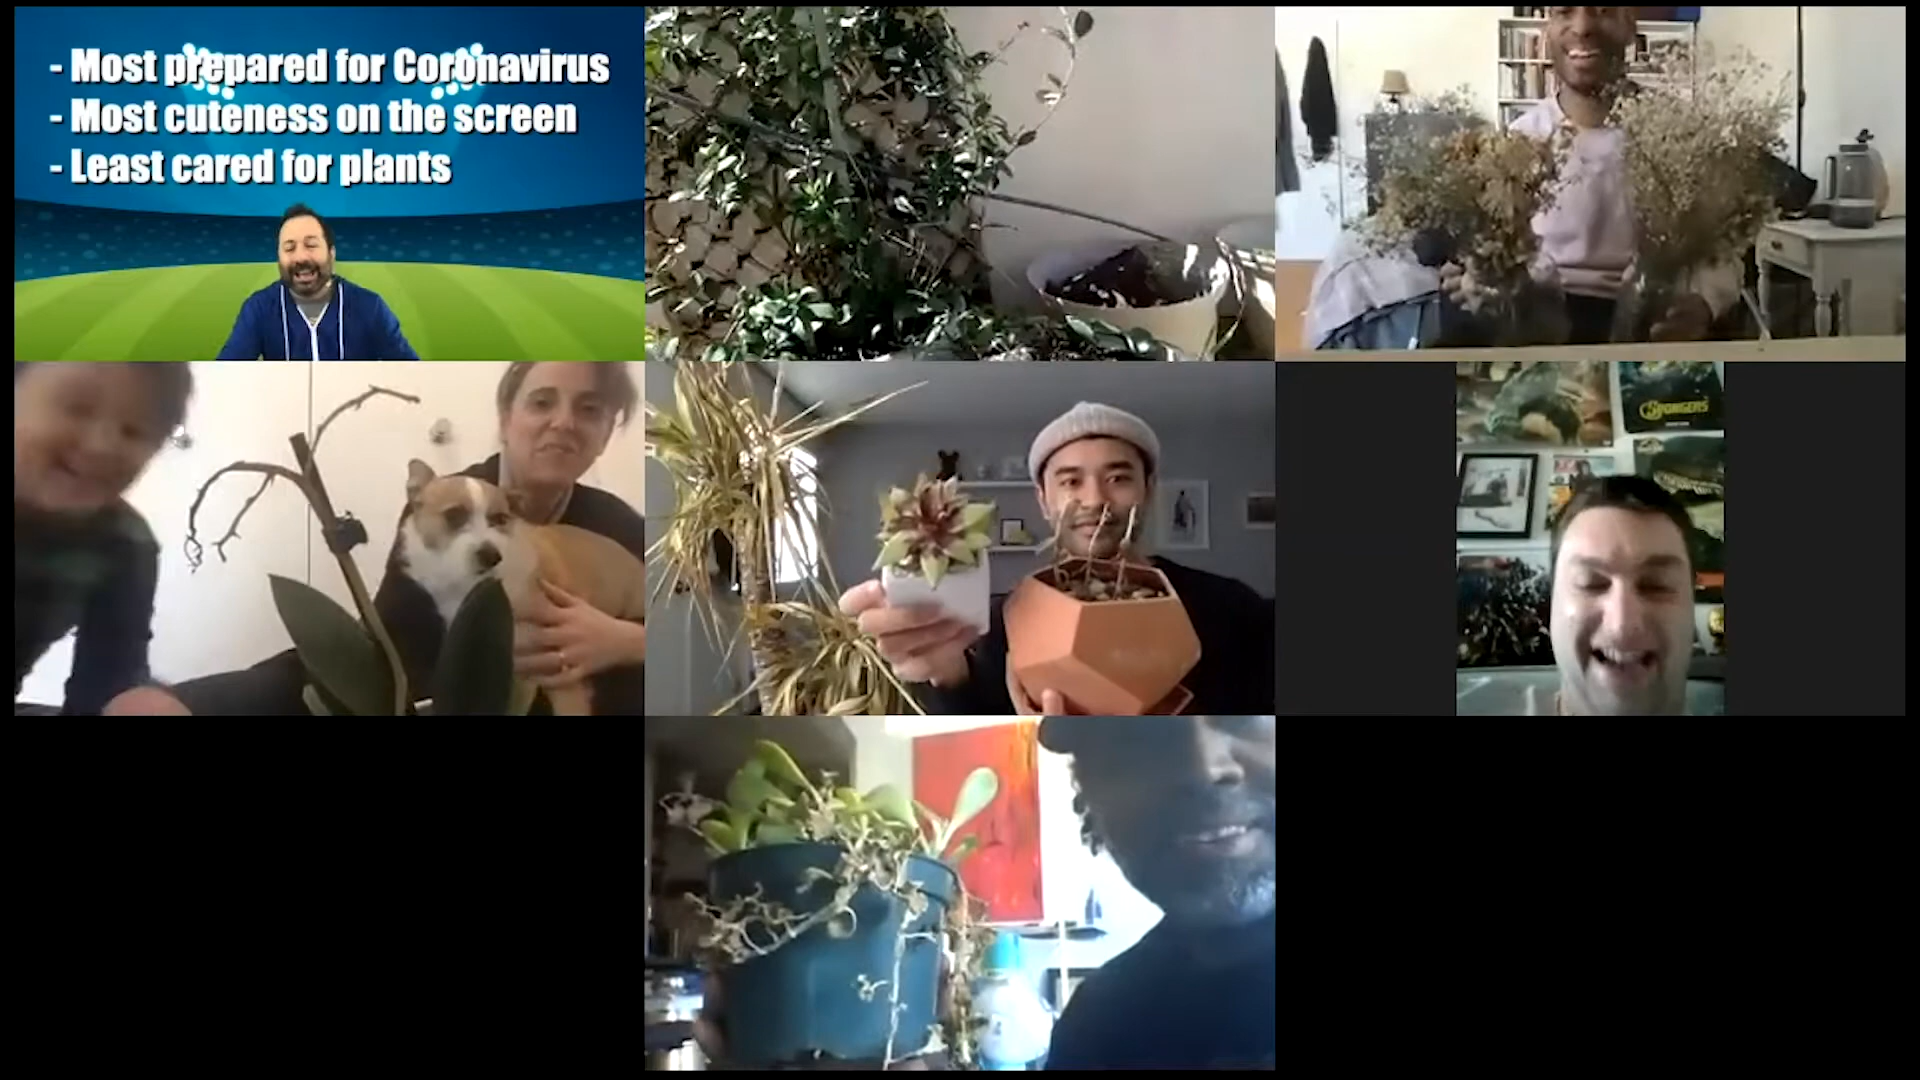 - Most prepared for Coronavirus
- Most cuteness on the screen
- Least cared for plants